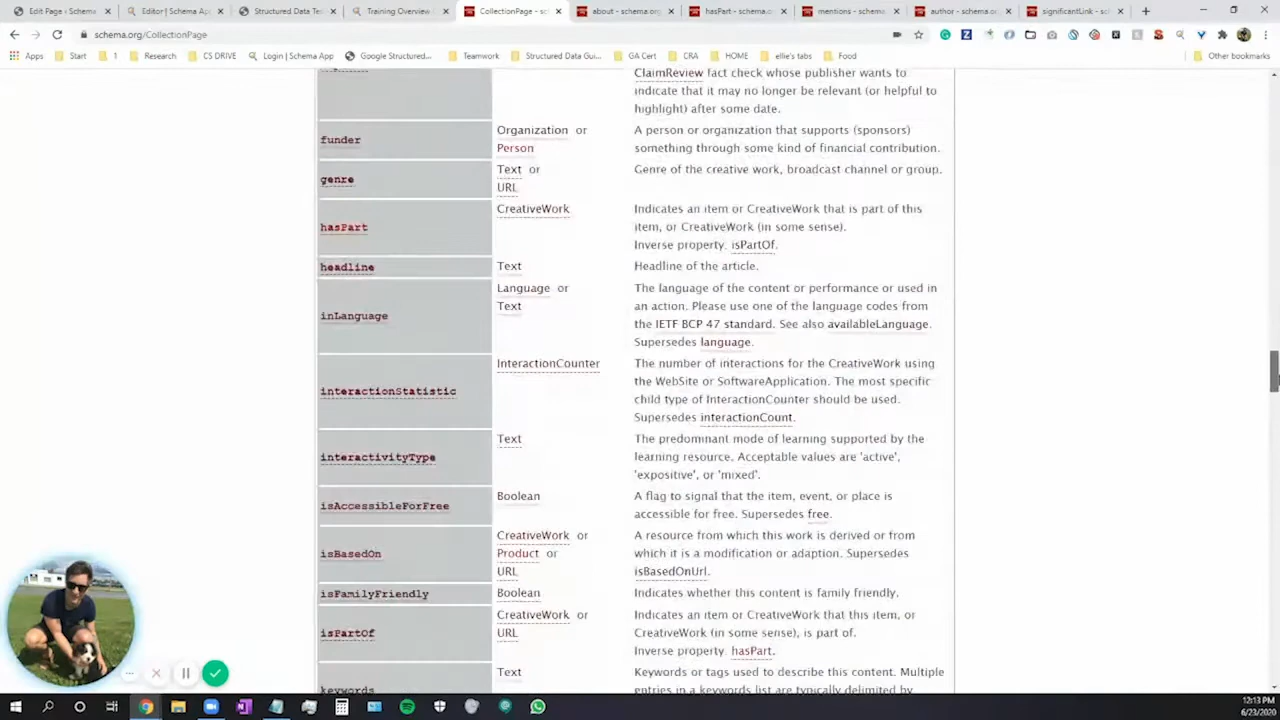 Edit Page | Schema
Editor | Schema Ap
Structured Data Te
Training Overview
CollectionPage - sc
about - schema.org
hasPart - schema.o
mentions - schema
author - schema.or
significantLink - sc
schema.org/CollectionPage
Apps
Start
1
Research
CS DRIVE
Login | Schema App
Google Structured...
Teamwork
Structured Data Gui...
GA Cert
CRA
HOME
ellie's tabs
Food
Other bookmarks
ClaimReview fact check whose publisher wants to
indicate that it may no longer be relevant (or helpful to
highlight) after some date.
funder
Organization or
Person
A person or organization that supports (sponsors)
something through some kind of financial contribution.
genre
Text or
URL
Genre of the creative work, broadcast channel or group.
hasPart
CreativeWork
Indicates an item or CreativeWork that is part of this
item, or CreativeWork (in some sense).
Inverse property: isPartOf.
headline
Text
Headline of the article.
inLanguage
Language or
Text
The language of the content or performance or used in
an action. Please use one of the language codes from
the IETF BCP 47 standard. See also availableLanguage.
Supersedes language.
interactionStatistic
InteractionCounter
The number of interactions for the CreativeWork using
the WebSite or SoftwareApplication. The most specific
child type of InteractionCounter should be used.
Supersedes interactionCount.
interactivityType
Text
The predominant mode of learning supported by the
learning resource. Acceptable values are 'active',
'expositive', or 'mixed'.
isAccessibleForFree
Boolean
A flag to signal that the item, event, or place is
accessible for free. Supersedes free.
isBasedOn
CreativeWork or
Product or
URL
A resource from which this work is derived or from
which it is a modification or adaption. Supersedes
isBasedOnUrl.
isFamilyFriendly
Boolean
Indicates whether this content is family friendly.
isPartOf
CreativeWork or
URL
Indicates an item or CreativeWork that this item, or
CreativeWork (in some sense), is part of.
Inverse property: hasPart.
keywords
Text
Keywords or tags used to describe this content. Multiple
entries in a keywords list are typically delimited by
12:13 PM
6/23/2020